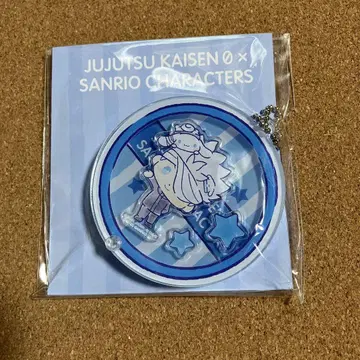 JUJUTSU KAISEN 0 ×
SANRIO CHARACTERS